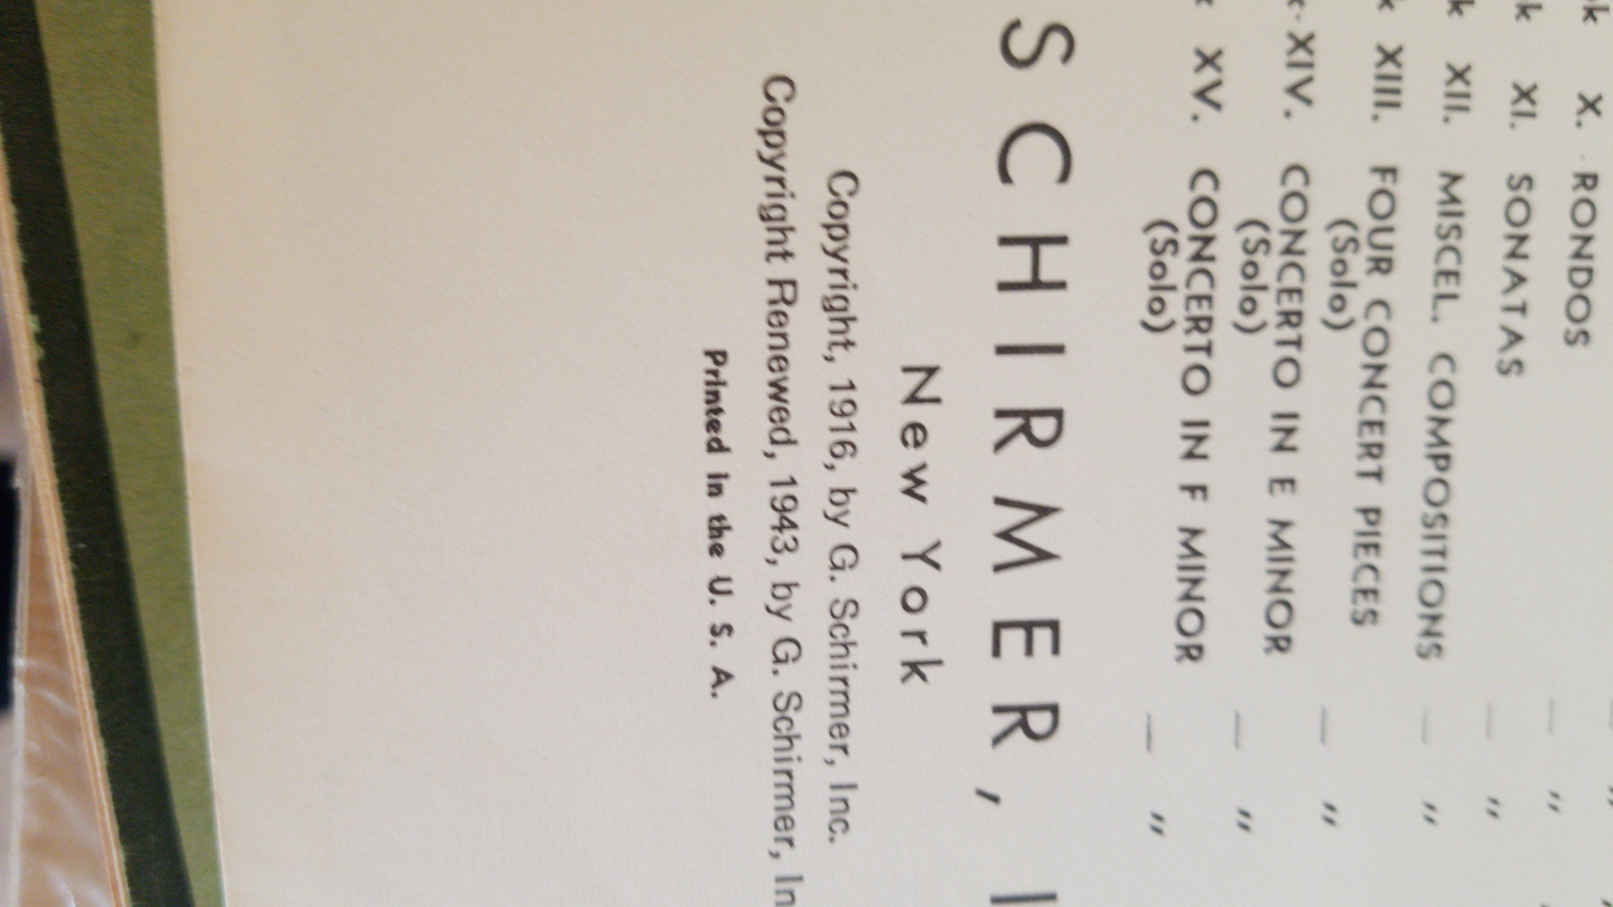 k X. RONDOS
k XI. SONATAS „
k XII. MISCEL. COMPOSITIONS — „
k XIII. FOUR CONCERT PIECES — „
(Solo)
XIV. CONCERTO IN E MINOR — „
(Solo)
XV. CONCERTO IN F MINOR — „
(Solo)
SCHIRMER, I
New York
Copyright, 1916, by G. Schirmer, Inc.
Copyright Renewed, 1943, by G. Schirmer, In
Printed in the U. S. A.